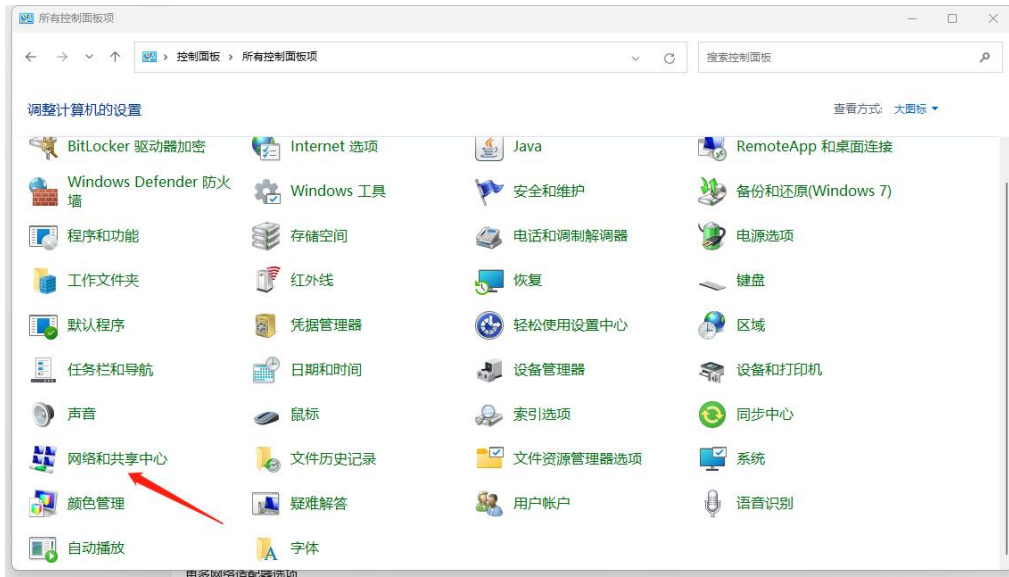 所有控制面板项
控制面板 › 所有控制面板项
搜索控制面板
调整计算机的设置
查看方式: 大图标
BitLocker 驱动器加密
Internet 选项
Java
RemoteApp 和桌面连接
Windows Defender 防火
墙
Windows 工具
安全和维护
备份和还原(Windows 7)
程序和功能
存储空间
电话和调制解调器
电源选项
工作文件夹
红外线
恢复
键盘
默认程序
凭据管理器
轻松使用设置中心
区域
任务栏和导航
日期和时间
设备管理器
设备和打印机
声音
鼠标
索引选项
同步中心
网络和共享中心
文件历史记录
文件资源管理器选项
系统
颜色管理
疑难解答
用户帐户
语音识别
自动播放
字体
更多网络适配器选项